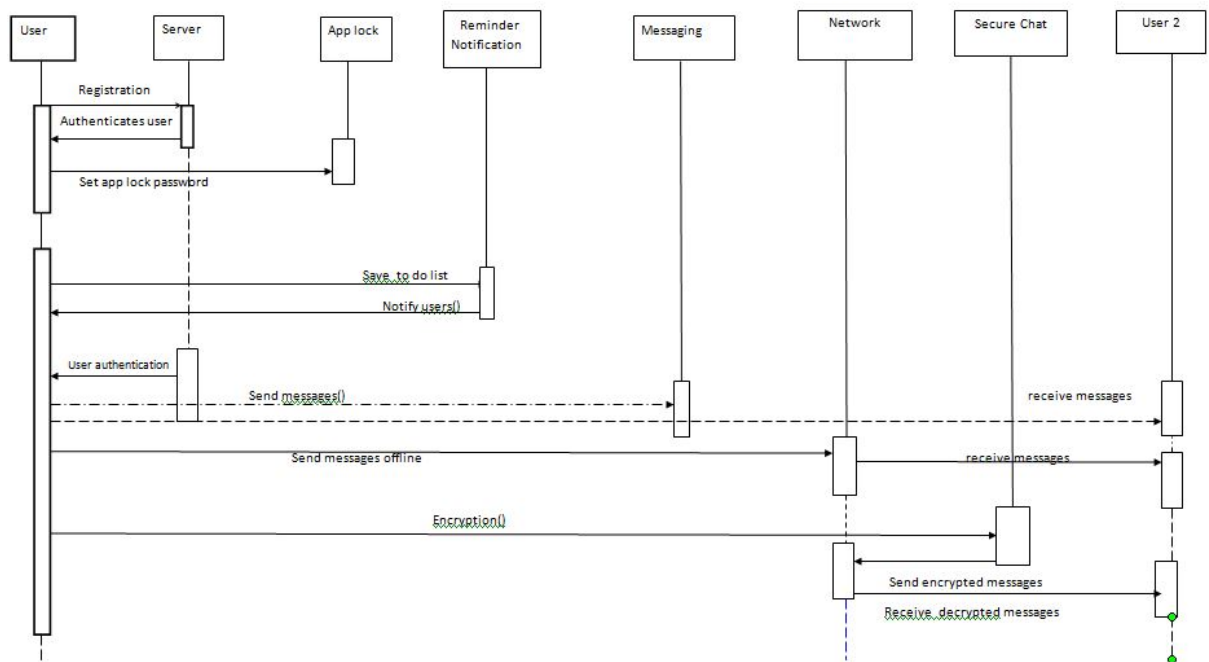 User
Server
App lock
Reminder
Notification
Messaging
Network
Secure Chat
User 2
Registration
Authenticates user
Set app lock password
Save to do list
Notify users()
User authentication
Send messages()
receive messages
Send messages offline
receive messages
Encryption()
Send encrypted messages
Receive decrypted messages